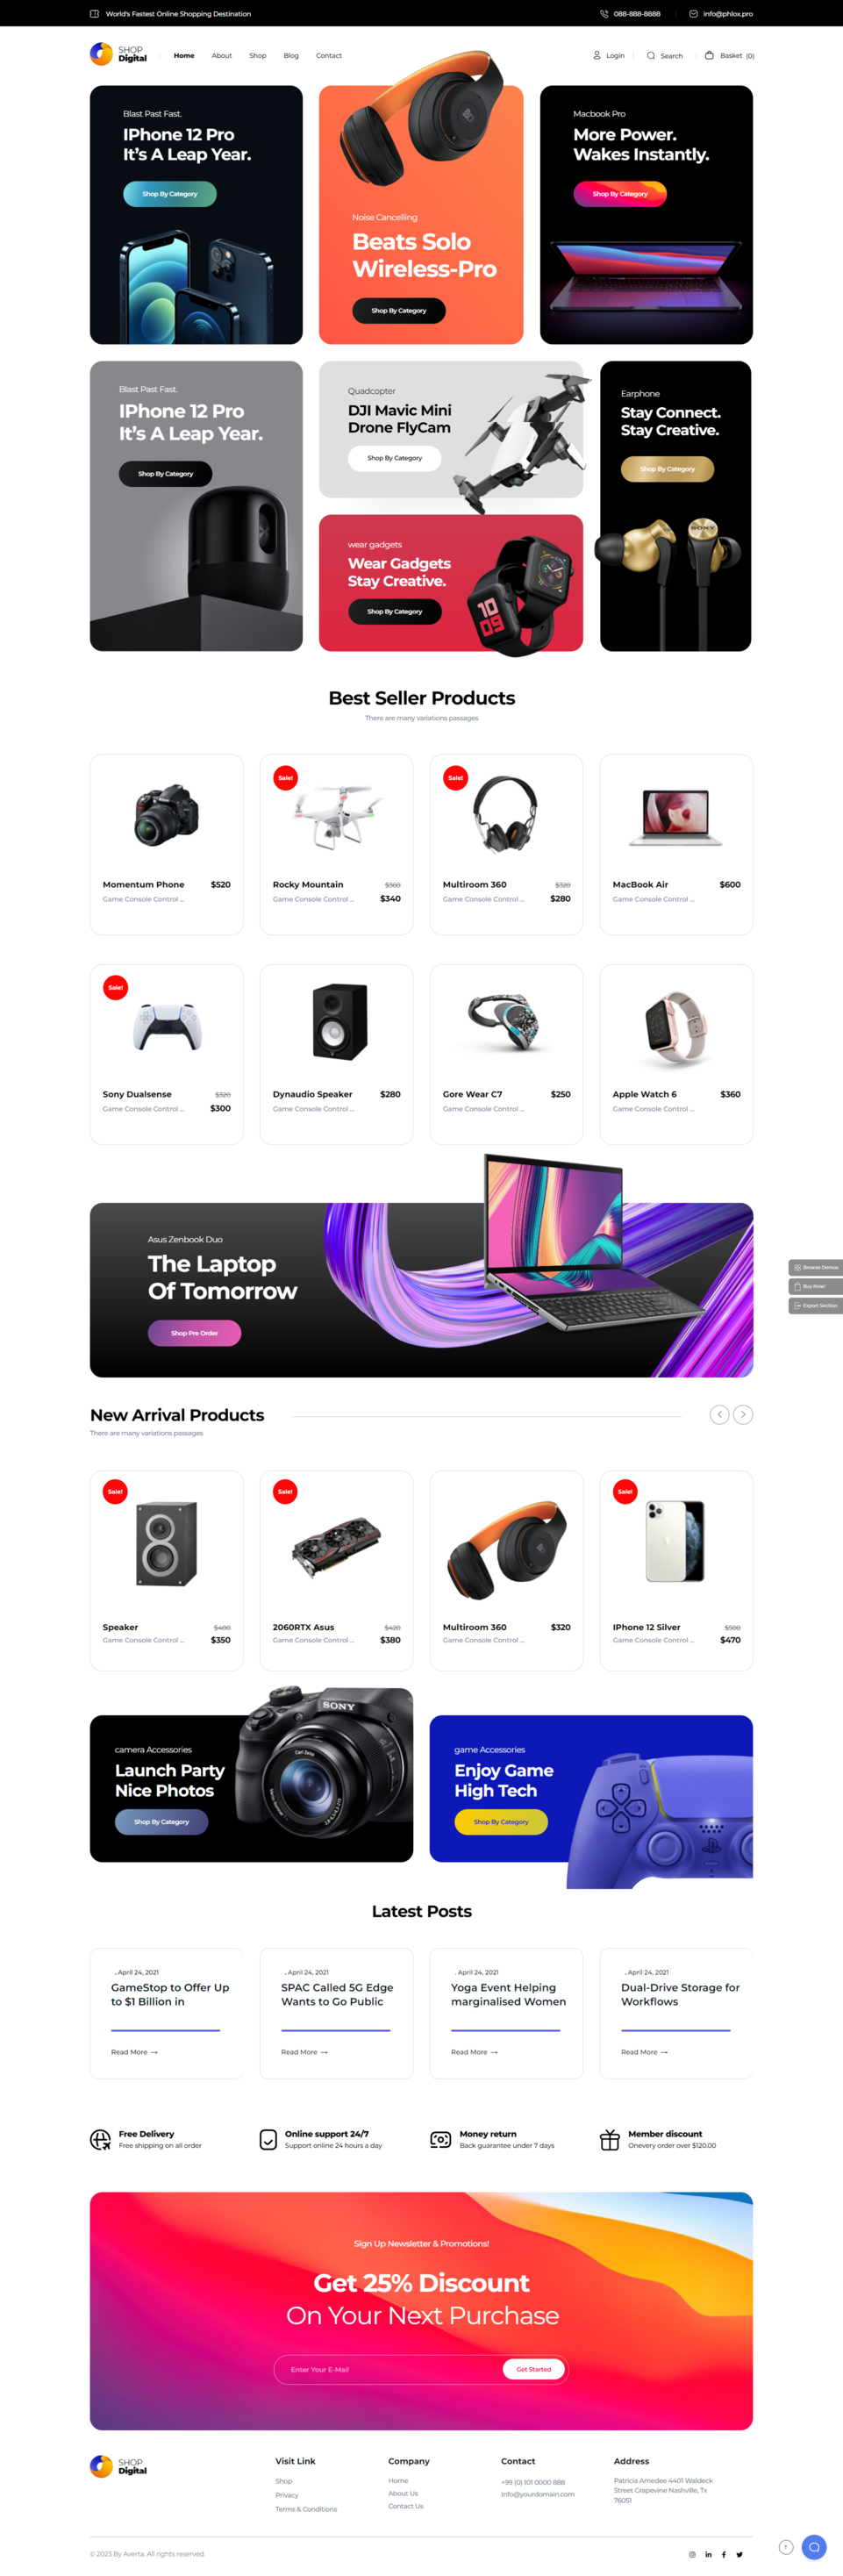 World's Fastest Online Shopping Destination
088-888-8888
info@phlox.pro
SHOP
Digital
Home
About
Shop
Blog
Contact
Login
Search
Basket (0)
Blast Past Fast.
IPhone 12 Pro
It's A Leap Year.
Shop By Category
Noise Cancelling
Beats Solo
Wireless-Pro
Shop By Category
Macbook Pro
More Power.
Wakes Instantly.
Shop By Category
Blast Past Fast.
IPhone 12 Pro
It's A Leap Year.
Shop By Category
Quadcopter
DJI Mavic Mini
Drone FlyCam
Shop By Category
wear gadgets
Wear Gadgets
Stay Creative.
Shop By Category
10
09
Earphone
Stay Connect.
Stay Creative.
Shop By Category
SONY
Best Seller Products
There are many variations passages
Momentum Phone $520
Game Console Control ...
Sale!
Rocky Mountain $360
Game Console Control ... $340
Sale!
Multiroom 360 $320
Game Console Control ... $280
MacBook Air $600
Game Console Control ...
Sale!
Sony Dualsense $320
Game Console Control ... $300
Dynaudio Speaker $280
Game Console Control ...
Gore Wear C7 $250
Game Console Control ...
Apple Watch 6 $360
Game Console Control ...
Asus Zenbook Duo
The Laptop
Of Tomorrow
Shop Pre Order
Browse Demos
Buy Now!
Export Section
New Arrival Products
There are many variations passages
Sale!
Speaker $400
Game Console Control ... $350
Sale!
2060RTX Asus $420
Game Console Control ... $380
Multiroom 360 $320
Game Console Control ...
Sale!
IPhone 12 Silver $500
Game Console Control ... $470
camera Accessories
Launch Party
Nice Photos
Shop By Category
SONY
Carl Zeiss
game Accessories
Enjoy Game
High Tech
Shop By Category
Latest Posts
. April 24, 2021
GameStop to Offer Up
to $1 Billion in
Read More →
. April 24, 2021
SPAC Called 5G Edge
Wants to Go Public
Read More →
. April 24, 2021
Yoga Event Helping
marginalised Women
Read More →
. April 24, 2021
Dual-Drive Storage for
Workflows
Read More →
Free Delivery
Free shipping on all order
Online support 24/7
Support online 24 hours a day
Money return
Back guarantee under 7 days
Member discount
Onevery order over $120.00
Sign Up Newsletter & Promotions!
Get 25% Discount
On Your Next Purchase
Enter Your E-Mail
Get Started
SHOP
Digital
Visit Link
Shop
Privacy
Terms & Conditions
Company
Home
About Us
Contact Us
Contact
+99 (0) 101 0000 888
Info@yourdomain.com
Address
Patricia Amedee 4401 Waldeck
Street Grapevine Nashville, Tx
76051
© 2023 By Averta. All rights reserved.